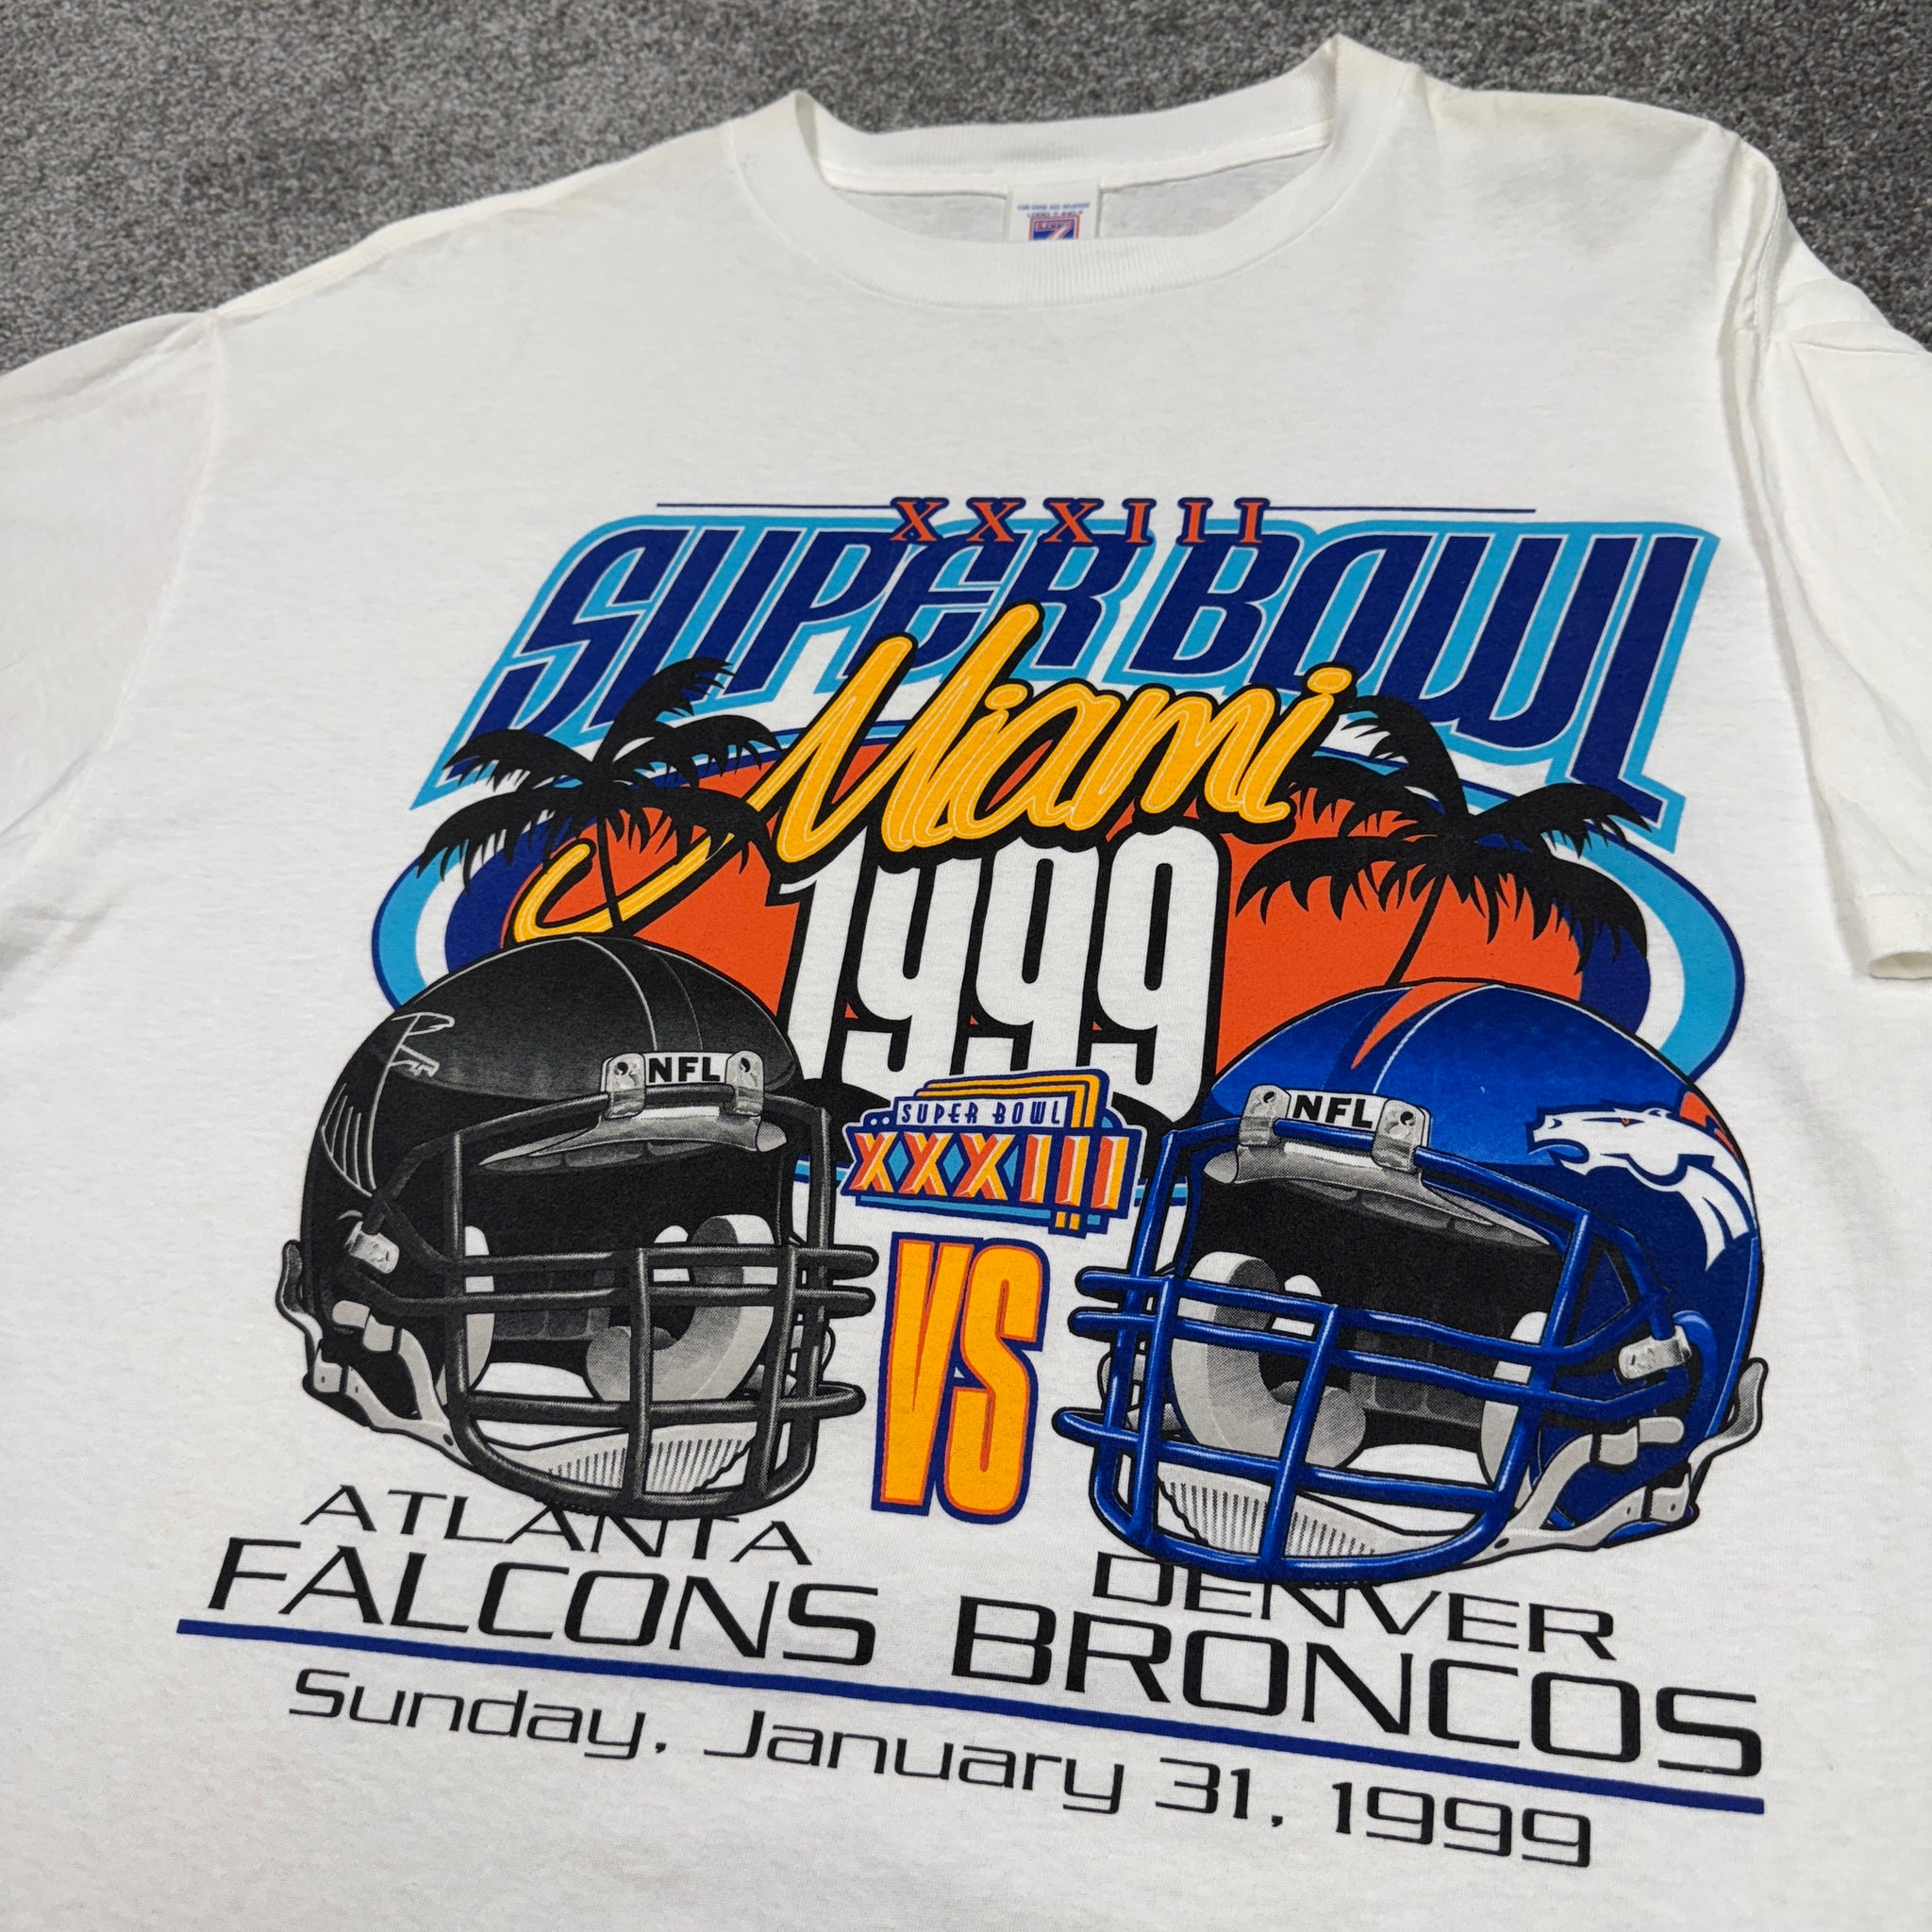 XXXIII
SUPER BOWL
Miami
1999
NFL
NFL
SUPER BOWL
XXXIII
VS
ATLANTA
FALCONS
DENVER
BRONCOS
Sunday, January 31, 1999